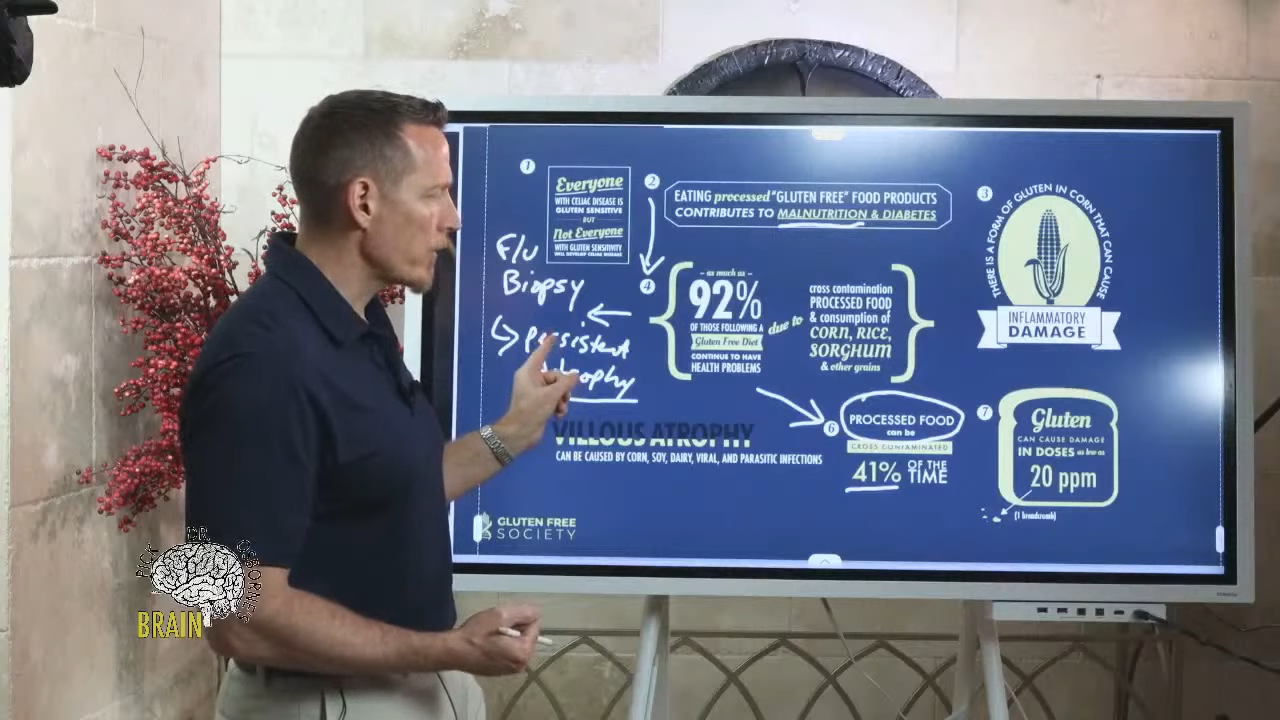 1
Everyone
WITH CELIAC DISEASE IS
GLUTEN SENSITIVE
BUT
Not Everyone
WITH GLUTEN SENSITIVITY
WILL DEVELOP CELIAC DISEASE
F/u
Biopsy
↳ Persistent
Atrophy
2
EATING processed "GLUTEN FREE" FOOD PRODUCTS
CONTRIBUTES TO MALNUTRITION & DIABETES
3
THERE IS A FORM OF GLUTEN IN CORN THAT CAN CAUSE
INFLAMMATORY
DAMAGE
4
- as much as -
92%
OF THOSE FOLLOWING A
Gluten Free Diet
CONTINUE TO HAVE
HEALTH PROBLEMS
due to
cross contamination
PROCESSED FOOD
& consumption of
CORN, RICE,
SORGHUM
& other grains
VILLOUS ATROPHY
CAN BE CAUSED BY CORN, SOY, DAIRY, VIRAL, AND PARASITIC INFECTIONS
6
PROCESSED FOOD
can be
CROSS CONTAMINATED
41% OF THE
TIME
7
Gluten
CAN CAUSE DAMAGE
IN DOSES as low as
20 ppm
(1 breadcrumb)
GLUTEN FREE
SOCIETY
PICK DR. OSBORNE'S
BRAIN